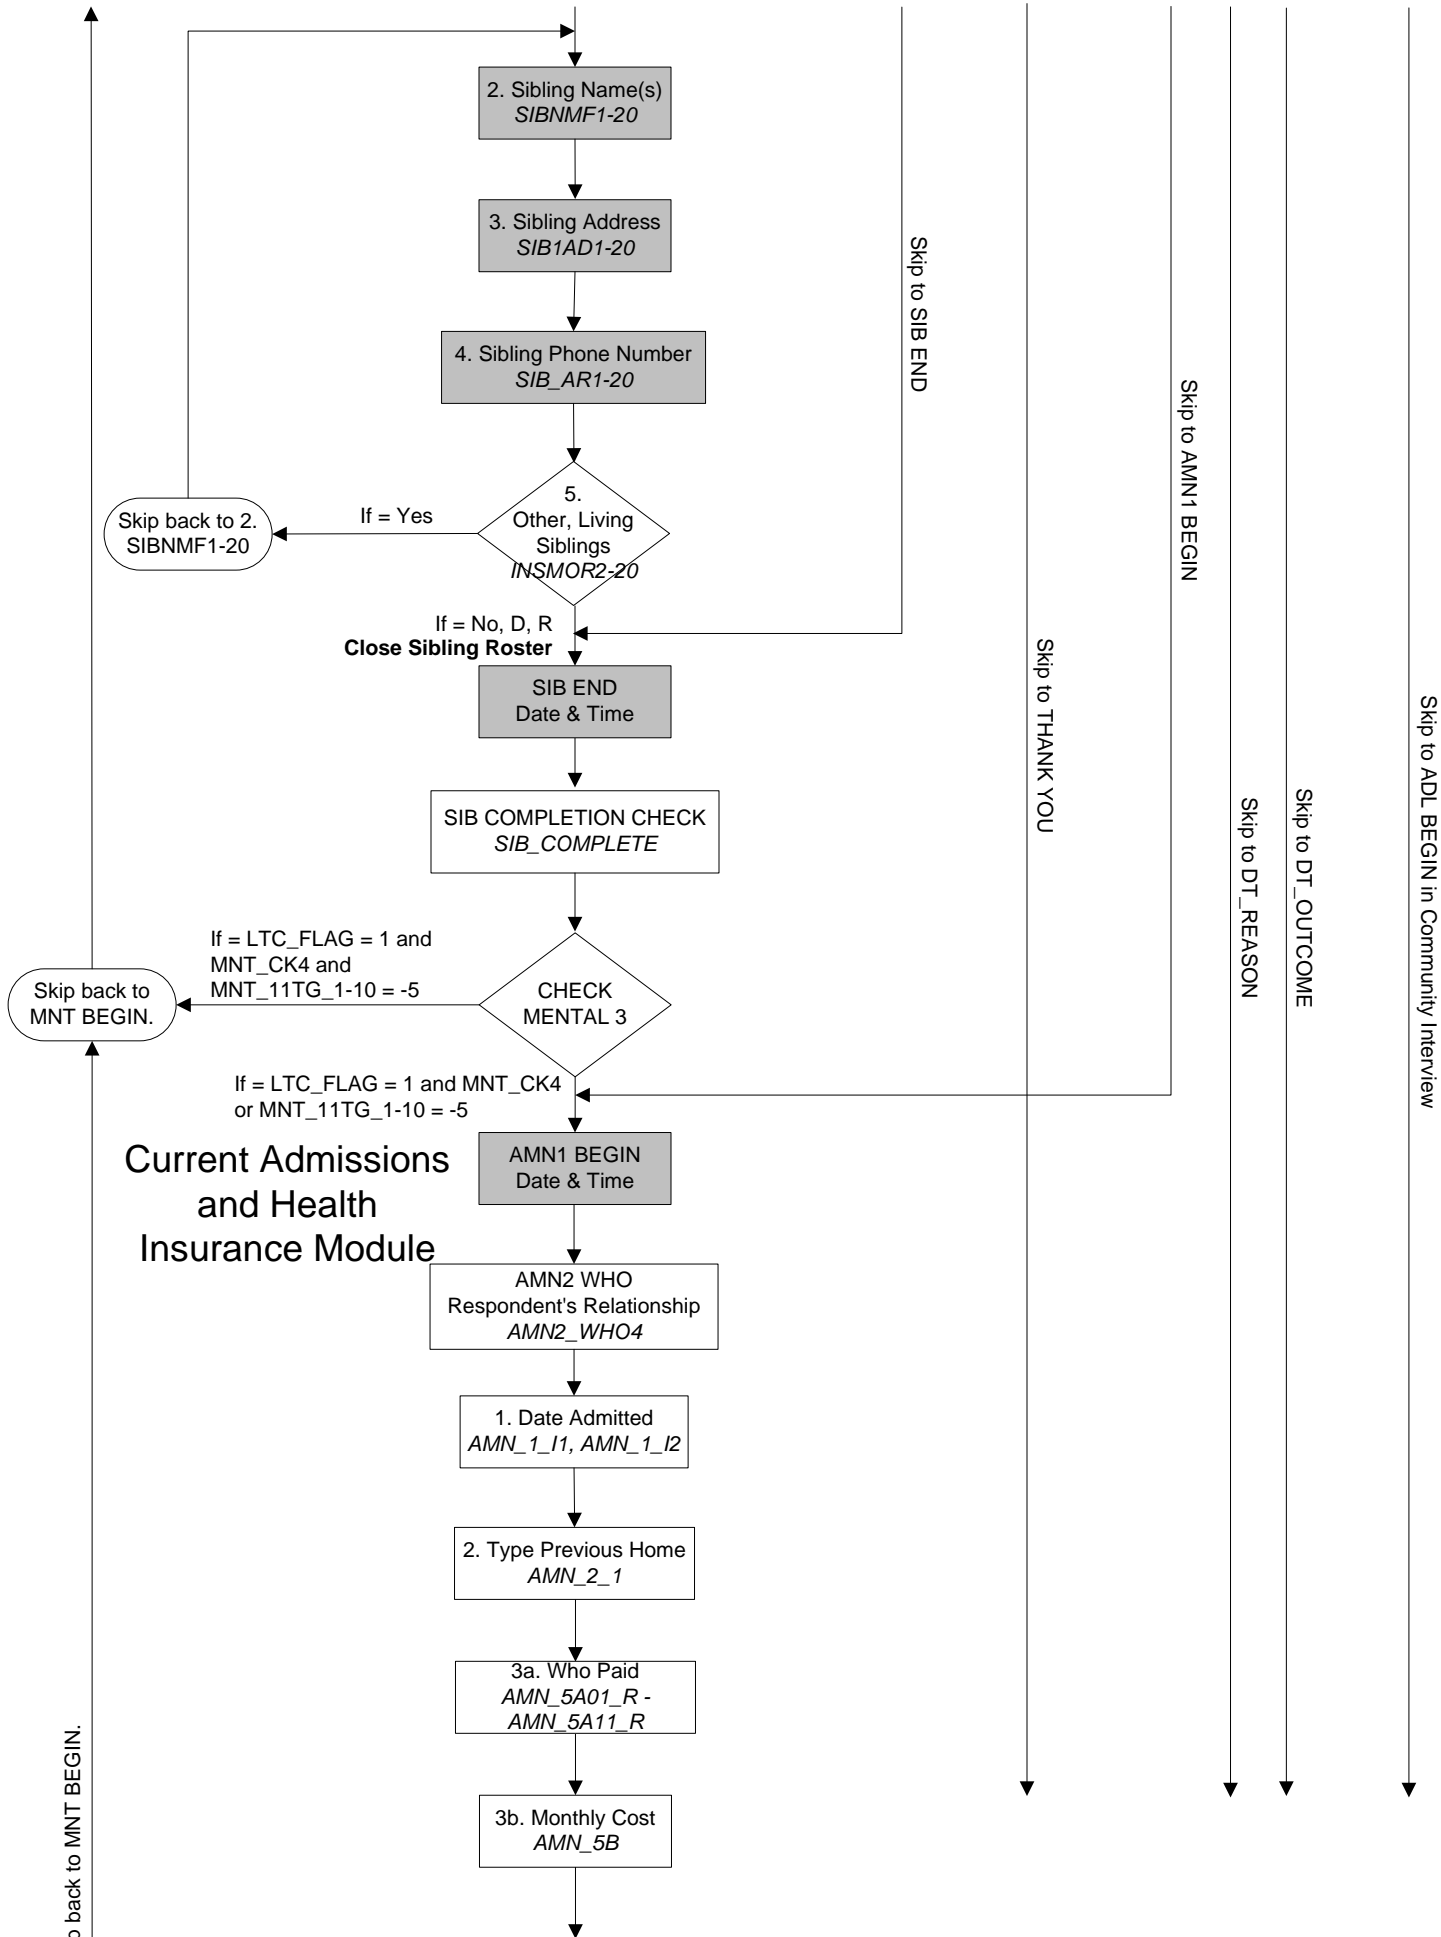 2. Sibling Name(s)
SIBNMF1-20
3. Sibling Address
SIB1AD1-20
Skip to SIB END
4. Sibling Phone Number
SIB_AR1-20
Skip to AMN1 BEGIN
5.
Other, Living
Siblings
INSMOR2-20
If = Yes
Skip back to 2.
SIBNMF1-20
If = No, D, R
Close Sibling Roster
SIB END
Date & Time
Skip to THANK YOU
Skip to ADL BEGIN in Community Interview
SIB COMPLETION CHECK
SIB_COMPLETE
Skip to DT_REASON
Skip to DT_OUTCOME
If = LTC_FLAG = 1 and
MNT_CK4 and
MNT_11TG_1-10 = -5
Skip back to
MNT BEGIN.
CHECK
MENTAL 3
If = LTC_FLAG = 1 and MNT_CK4
or MNT_11TG_1-10 = -5
Current Admissions
and Health
Insurance Module
AMN1 BEGIN
Date & Time
AMN2 WHO
Respondent's Relationship
AMN2_WHO4
1. Date Admitted
AMN_1_I1, AMN_1_I2
2. Type Previous Home
AMN_2_1
3a. Who Paid
AMN_5A01_R -
AMN_5A11_R
3b. Monthly Cost
AMN_5B
back to MNT BEGIN.